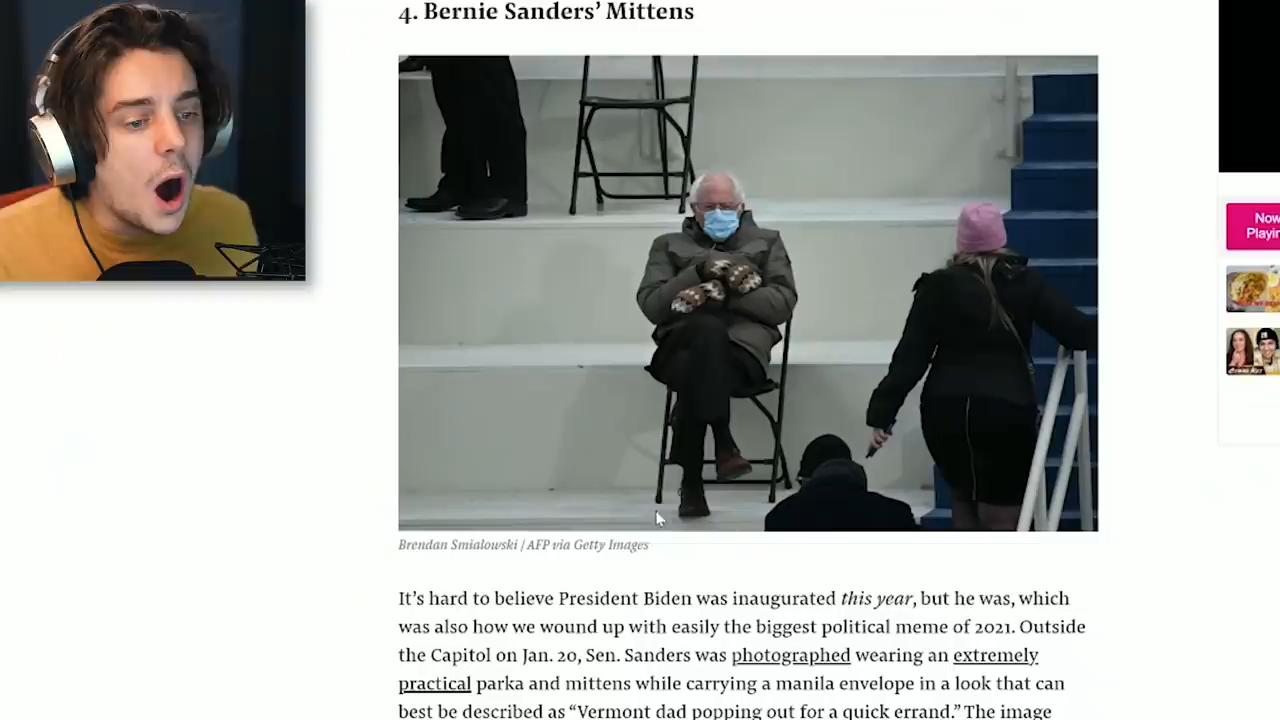 4. Bernie Sanders’ Mittens
Now
Brendan Smialowski / AFP via Getty Images
It’s hard to believe President Biden was inaugurated this year, but he was, which
was also how we wound up with easily the biggest political meme of 2021. Outside
the Capitol on Jan. 20, Sen. Sanders was photographed wearing an extremely
practical parka and mittens while carrying a manila envelope in a look that can
best be described as “Vermont dad popping out for a quick errand.” The image